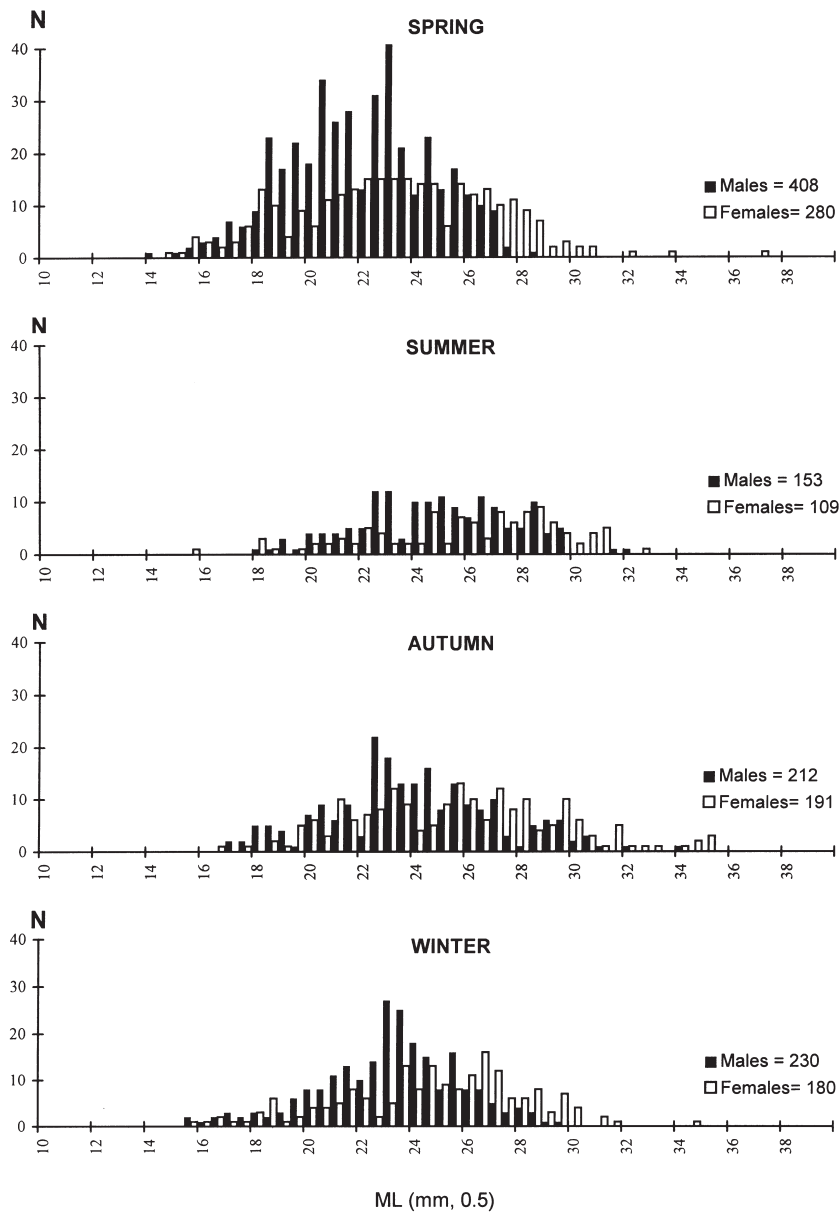 N
SPRING
40
30
20
10
0
Males = 408
Females= 280
10 12 14 16 18 20 22 24 26 28 30 32 34 36 38
N
SUMMER
40
30
20
10
0
Males = 153
Females= 109
10 12 14 16 18 20 22 24 26 28 30 32 34 36 38
N
AUTUMN
40
30
20
10
0
Males = 212
Females= 191
10 12 14 16 18 20 22 24 26 28 30 32 34 36 38
N
WINTER
40
30
20
10
0
Males = 230
Females= 180
10 12 14 16 18 20 22 24 26 28 30 32 34 36 38
ML (mm, 0.5)